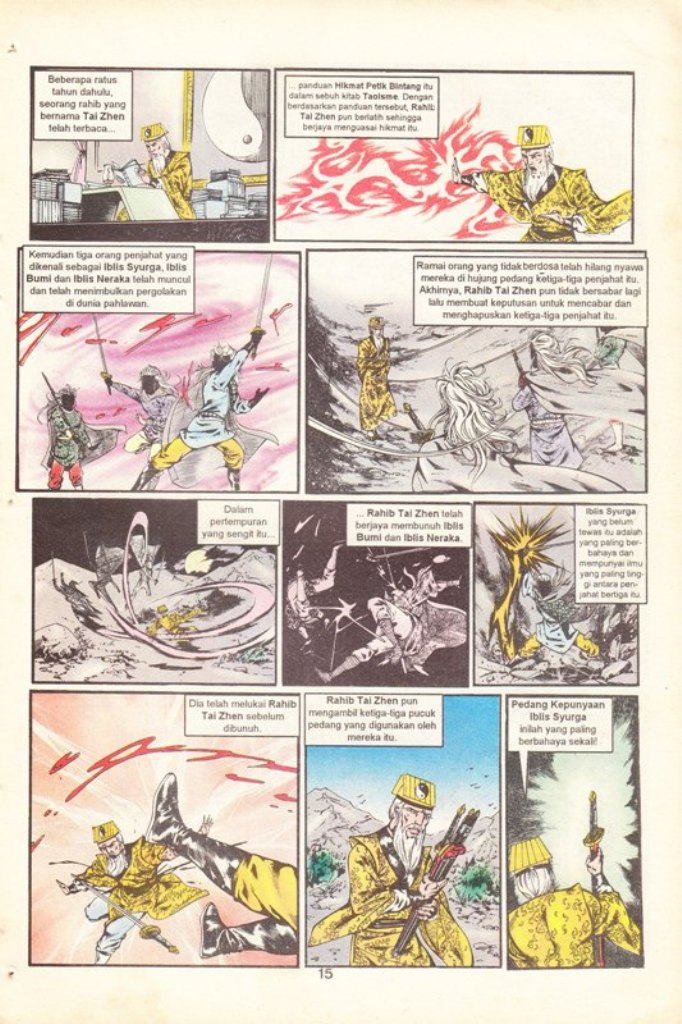 Beberapa ratus
tahun dahulu,
seorang rahib yang
bernama Tai Zhen
telah terbaca...
... panduan Hikmat Petik Bintang itu
dalam sebuh kitab Taoisme. Dengan
berdasarkan panduan tersebut, Rahib
Tai Zhen pun berlatih sehingga
berjaya menguasai hikmat itu.
Kemudian tiga orang penjahat yang
dikenali sebagai Iblis Syurga, Iblis
Bumi dan Iblis Neraka telah muncul
dan telah menimbulkan pergolakan
di dunia pahlawan.
Ramai orang yang tidak berdosa telah hilang nyawa
mereka di hujung pedang ketiga-tiga penjahat itu.
Akhirnya, Rahib Tai Zhen pun tidak bersabar lagi
lalu membuat keputusan untuk mencabar dan
menghapuskan ketiga-tiga penjahat itu.
Dalam
pertempuran
yang sengit itu...
... Rahib Tai Zhen telah
berjaya membunuh Iblis
Bumi dan Iblis Neraka.
Iblis Syurga
yang belum
tewas itu adalah
yang paling ber-
bahaya dan
mempunyai ilmu
yang paling ting-
gi antara pen-
jahat bertiga itu.
Dia telah melukai Rahib
Tai Zhen sebelum
dibunuh.
Rahib Tai Zhen pun
mengambil ketiga-tiga pucuk
pedang yang digunakan oleh
mereka itu.
Pedang Kepunyaan
Iblis Syurga
inilah yang paling
berbahaya sekali!
15